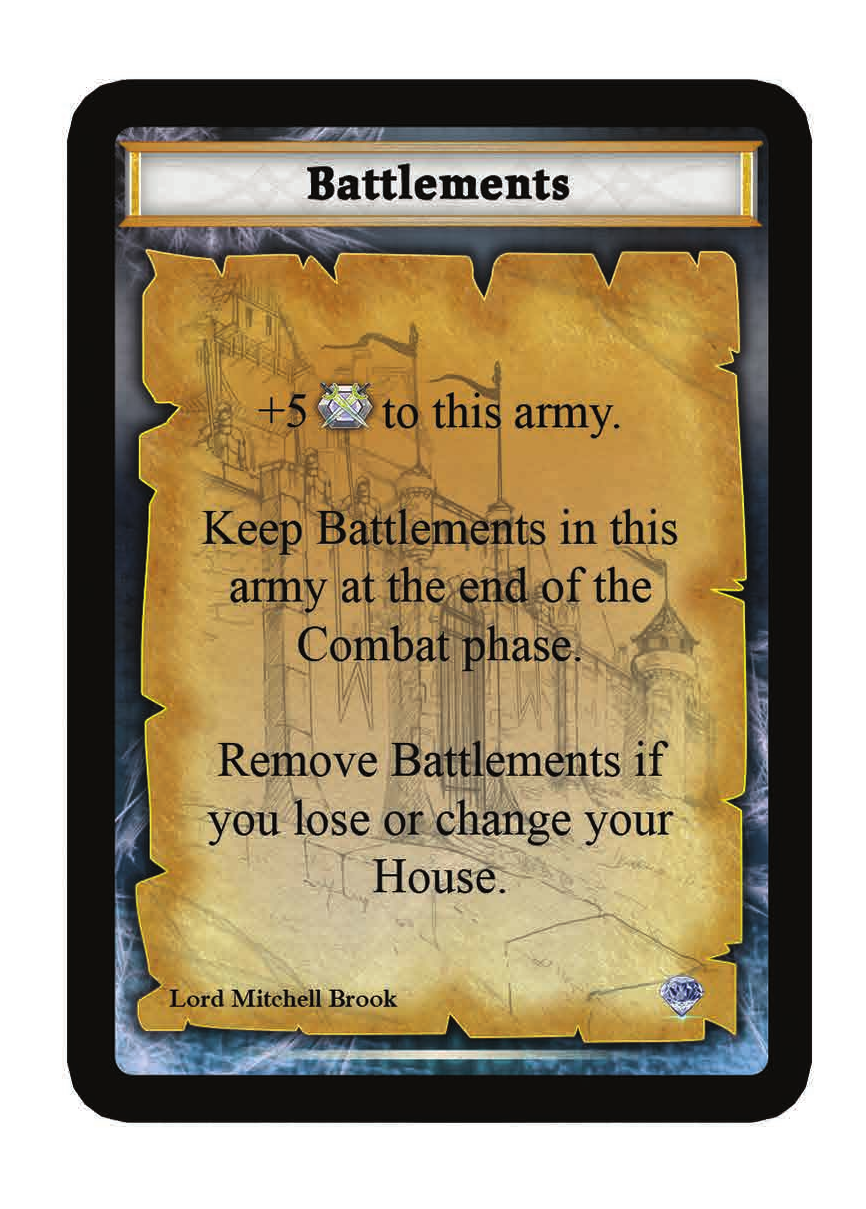 Battlements
+5 to this army.
Keep Battlements in this
army at the end of the
Combat phase.
Remove Battlements if
you lose or change your
House.
Lord Mitchell Brook